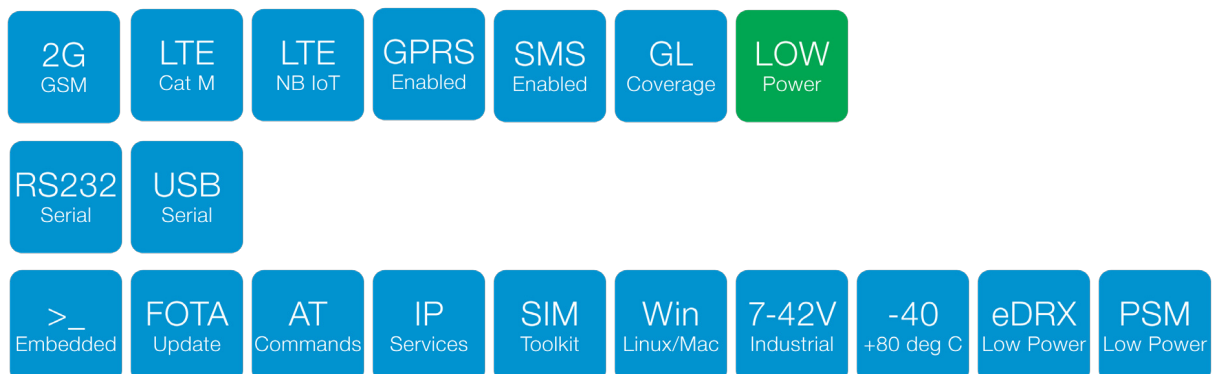 2G
GSM
LTE
Cat M
LTE
NB IoT
GPRS
Enabled
SMS
Enabled
GL
Coverage
LOW
Power
RS232
Serial
USB
Serial
>_
Embedded
FOTA
Update
AT
Commands
IP
Services
SIM
Toolkit
Win
Linux/Mac
7-42V
Industrial
-40
+80 deg C
eDRX
Low Power
PSM
Low Power